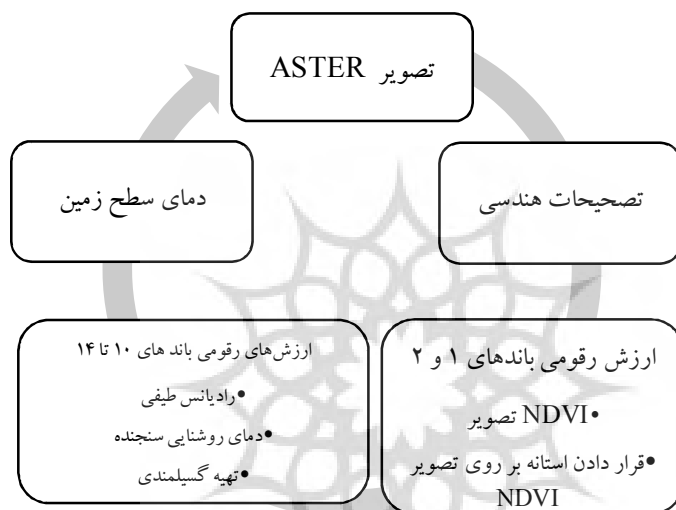 تصویر ASTER
تصحیحات هندسی
دمای سطح زمین
ارزش رقومی باندهای ۱ و ۲
•NDVI تصویر
•قرار دادن استانه بر روی تصویر
NDVI
ارزش‌های رقومی باند های ۱۰ تا ۱۴
•رادیانس طیفی
•دمای روشنایی سنجنده
•تهیه گسیلمندی